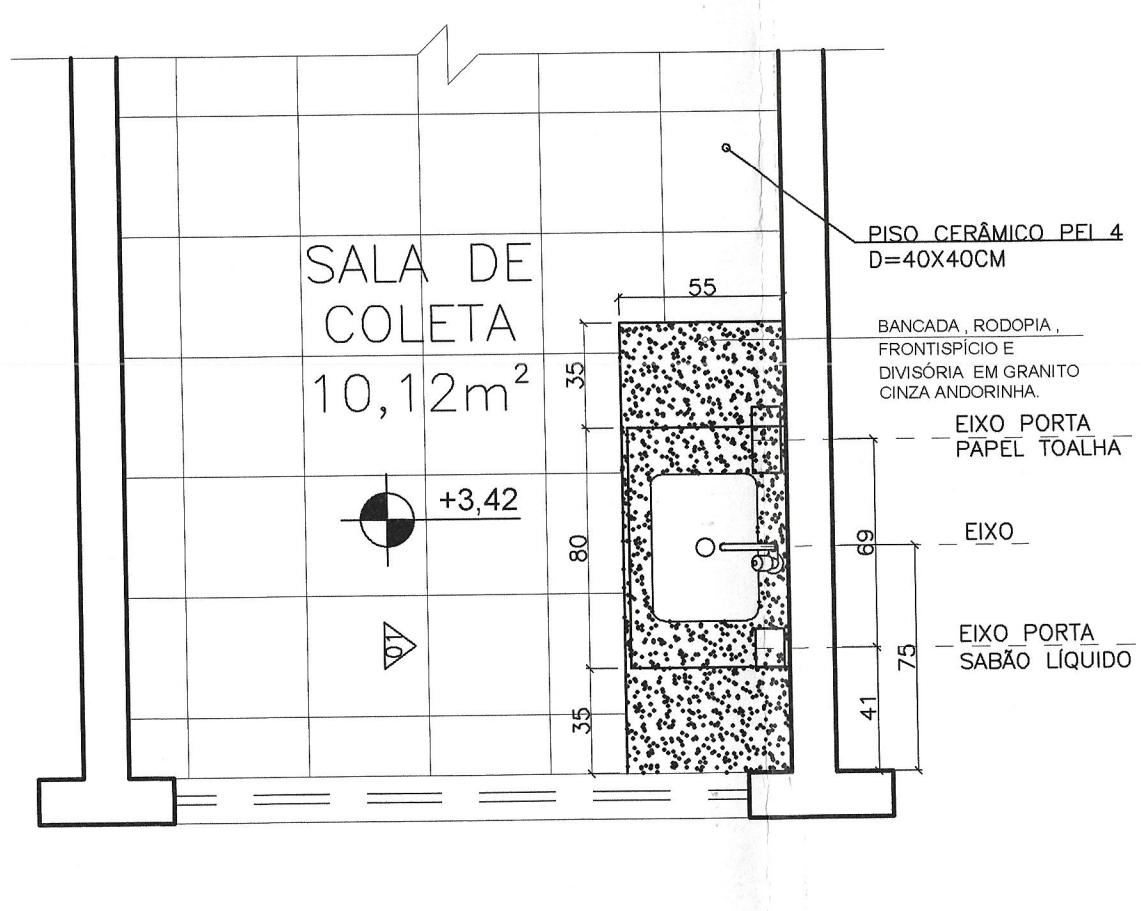 SALA DE
COLETA
10,12m²
+3,42
01
PISO CERÂMICO PEI 4
D=40X40CM
55
BANCADA , RODOPIA ,
FRONTISPÍCIO E
DIVISÓRIA EM GRANITO
CINZA ANDORINHA.
35
80
35
EIXO PORTA
PAPEL TOALHA
EIXO
EIXO PORTA
SABÃO LÍQUIDO
69
75
41